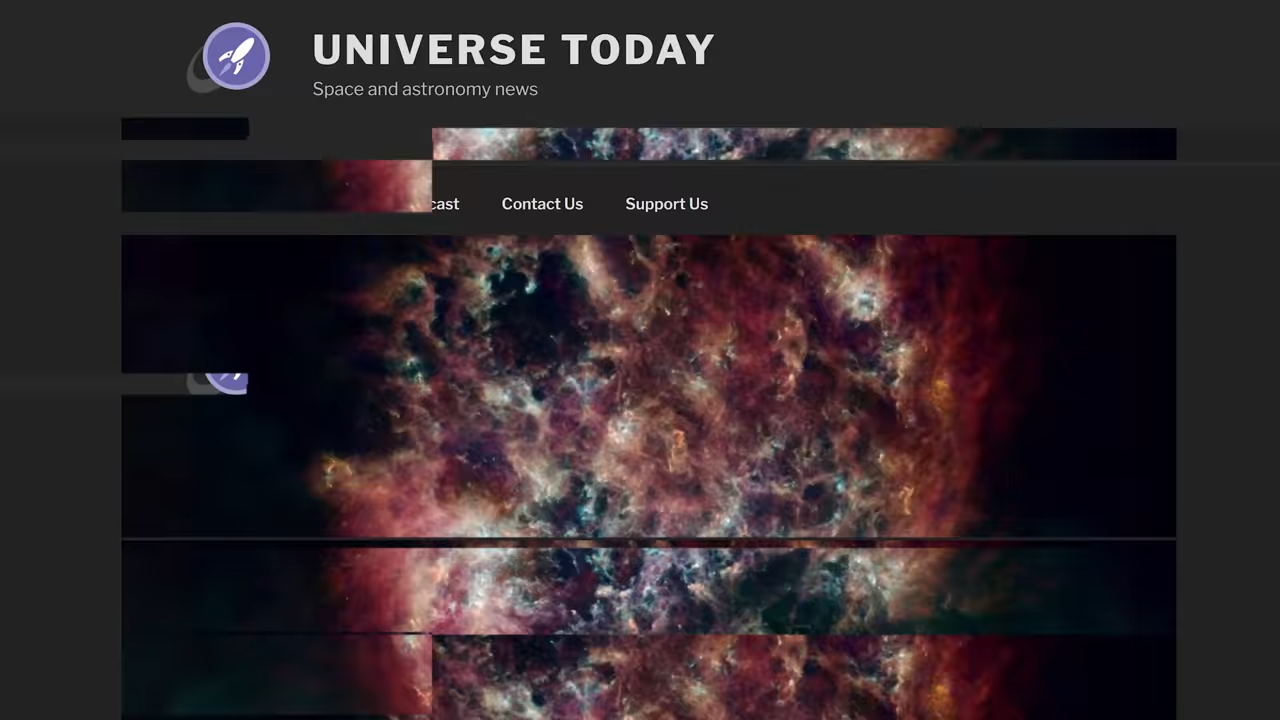 UNIVERSE TODAY
Space and astronomy news
cast Contact Us Support Us